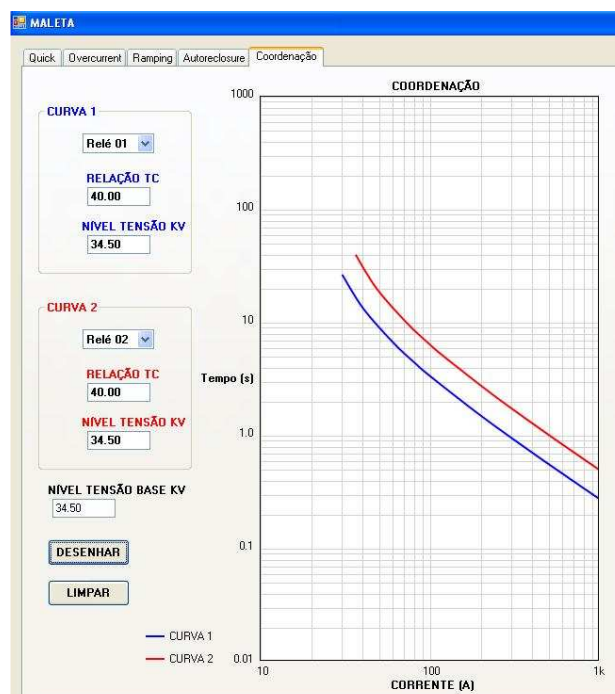 MALETA
Quick Overcurrent Ramping Autoreclosure Coordenação
CURVA 1
Relé 01
RELAÇÃO TC
40.00
NÍVEL TENSÃO KV
34.50
CURVA 2
Relé 02
RELAÇÃO TC
40.00
NÍVEL TENSÃO KV
34.50
NÍVEL TENSÃO BASE KV
34.50
DESENHAR
LIMPAR
COORDENAÇÃO
1000
100
10
Tempo (s)
1.0
0.1
0.01
10 100 1k
CORRENTE (A)
CURVA 1
CURVA 2